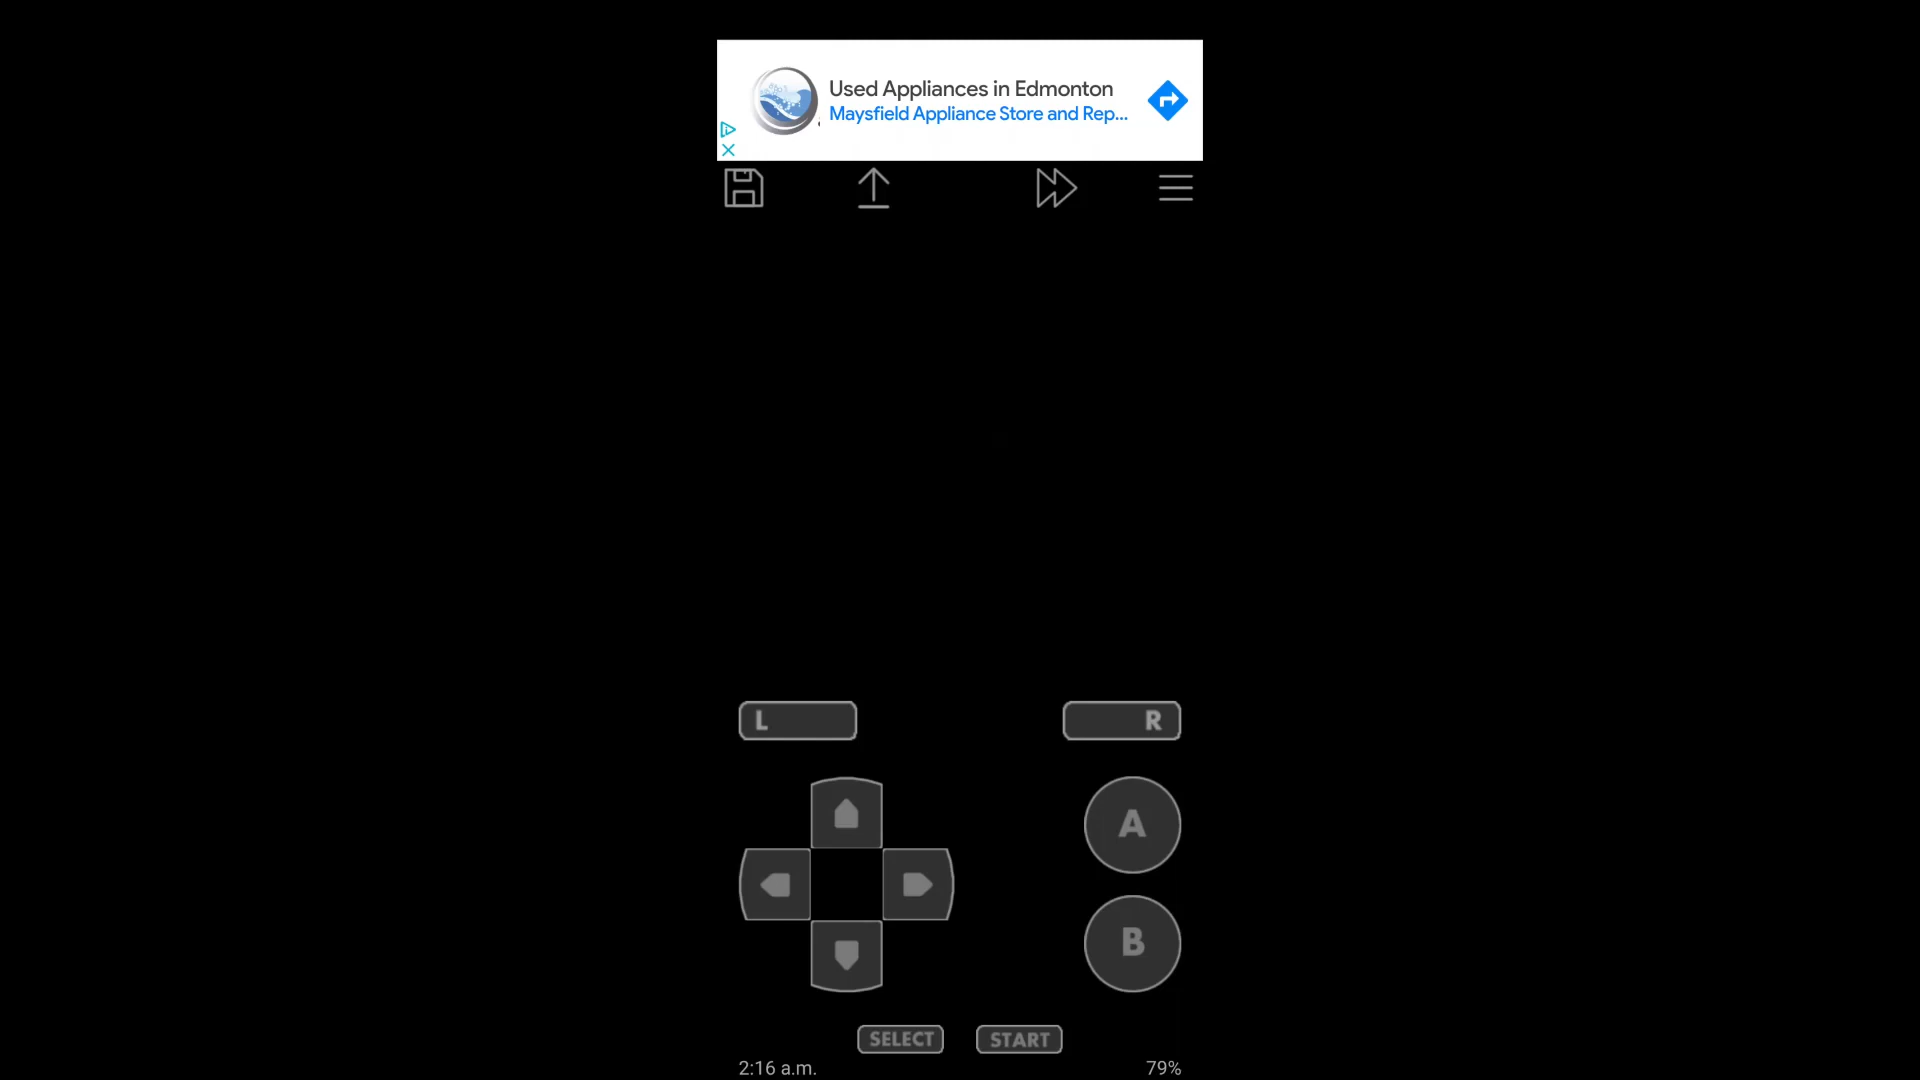 Used Appliances in Edmonton
Maysfield Appliance Store and Rep...
L
R
A
B
SELECT
START
2:16 a.m.
79%